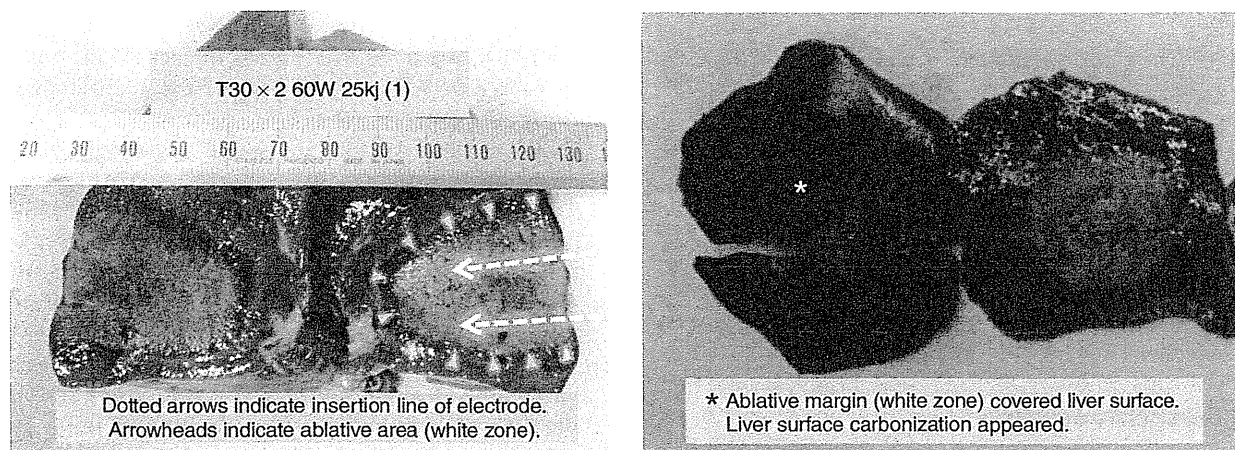 T30 × 2 60W 25kj (1)
20 30 40 50 60 70 80 90 100 110 120 130
Dotted arrows indicate insertion line of electrode.
Arrowheads indicate ablative area (white zone).
*
* Ablative margin (white zone) covered liver surface.
Liver surface carbonization appeared.